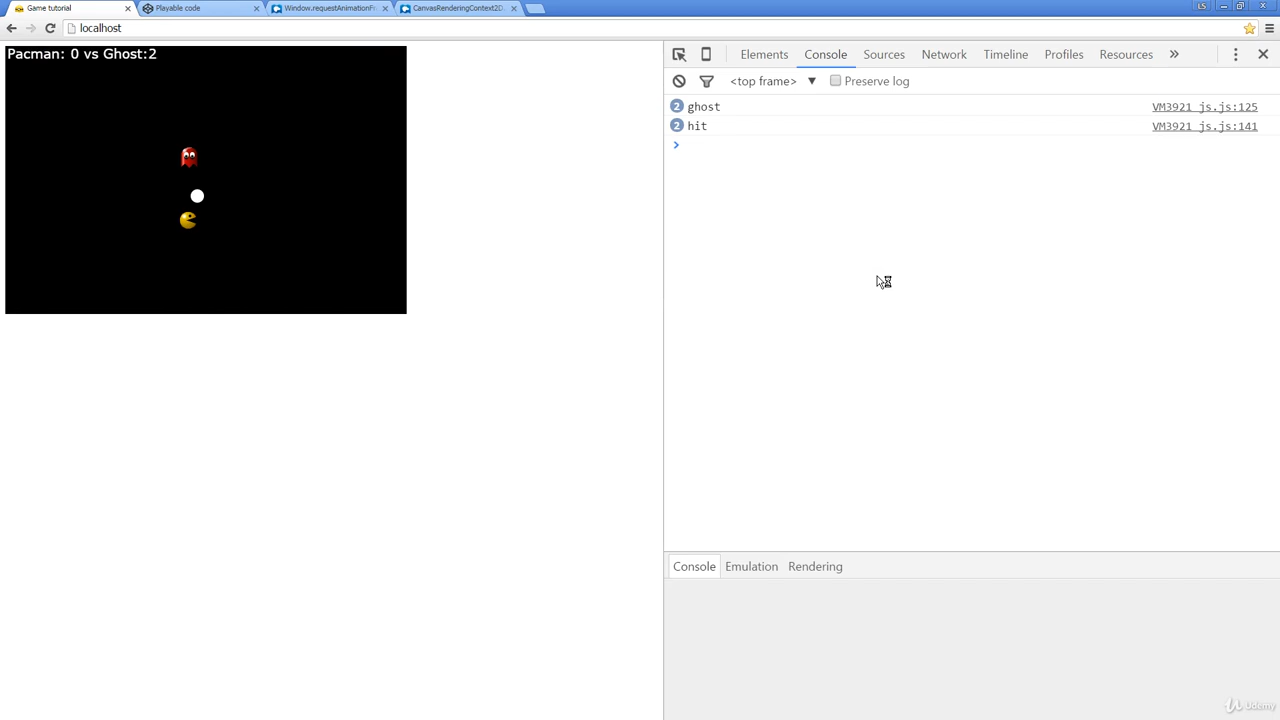 Game tutorial
Playable code
Window.requestAnimationFr
CanvasRenderingContext2D
LS
localhost
Pacman: 0 vs Ghost:2
Elements Console Sources Network Timeline Profiles Resources »
<top frame> ▼ Preserve log
2 ghost VM3921 js.js:125
2 hit VM3921 js.js:141
>
Console Emulation Rendering
Udemy